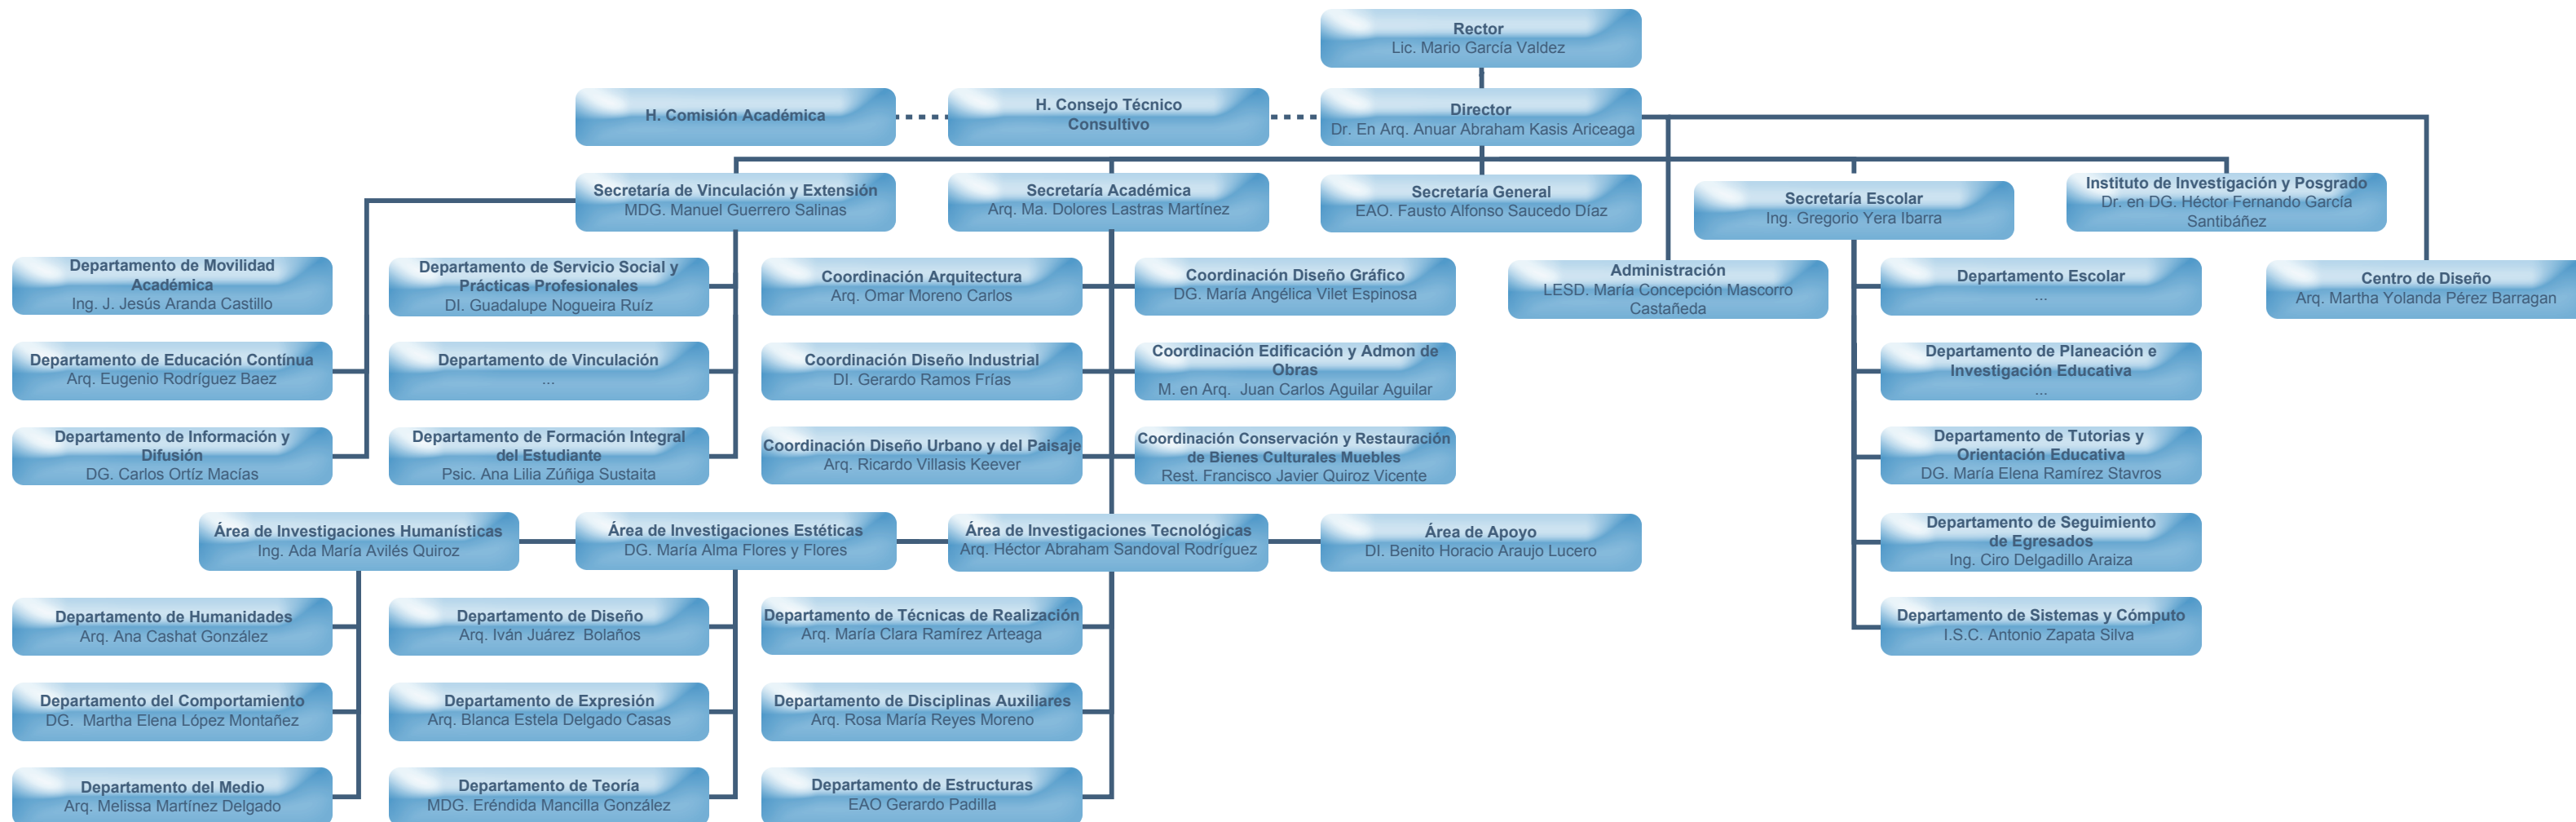 Rector
Lic. Mario García Valdez
H. Comisión Académica
H. Consejo Técnico
Consultivo
Director
Dr. En Arq. Anuar Abraham Kasis Ariceaga
Secretaría de Vinculación y Extensión
MDG. Manuel Guerrero Salinas
Secretaría Académica
Arq. Ma. Dolores Lastras Martínez
Secretaría General
EAO. Fausto Alfonso Saucedo Díaz
Secretaría Escolar
Ing. Gregorio Yera Ibarra
Instituto de Investigación y Posgrado
Dr. en DG. Héctor Fernando García
Santibáñez
Departamento de Movilidad
Académica
Ing. J. Jesús Aranda Castillo
Departamento de Servicio Social y
Prácticas Profesionales
DI. Guadalupe Nogueira Ruíz
Coordinación Arquitectura
Arq. Omar Moreno Carlos
Coordinación Diseño Gráfico
DG. María Angélica Vilet Espinosa
Administración
LESD. María Concepción Mascorro
Castañeda
Departamento Escolar
...
Centro de Diseño
Arq. Martha Yolanda Pérez Barragan
Departamento de Educación Contínua
Arq. Eugenio Rodríguez Baez
Departamento de Vinculación
...
Coordinación Diseño Industrial
DI. Gerardo Ramos Frías
Coordinación Edificación y Admon de
Obras
M. en Arq.  Juan Carlos Aguilar Aguilar
Departamento de Planeación e
Investigación Educativa
...
Departamento de Información y
Difusión
DG. Carlos Ortíz Macías
Departamento de Formación Integral
del Estudiante
Psic. Ana Lilia Zúñiga Sustaita
Coordinación Diseño Urbano y del Paisaje
Arq. Ricardo Villasis Keever
Coordinación Conservación y Restauración
de Bienes Culturales Muebles
Rest. Francisco Javier Quiroz Vicente
Departamento de Tutorias y
Orientación Educativa
DG. María Elena Ramírez Stavros
Área de Investigaciones Humanísticas
Ing. Ada María Avilés Quiroz
Área de Investigaciones Estéticas
DG. María Alma Flores y Flores
Área de Investigaciones Tecnológicas
Arq. Héctor Abraham Sandoval Rodríguez
Área de Apoyo
DI. Benito Horacio Araujo Lucero
Departamento de Seguimiento
de Egresados
Ing. Ciro Delgadillo Araiza
Departamento de Humanidades
Arq. Ana Cashat González
Departamento de Diseño
Arq. Iván Juárez  Bolaños
Departamento de Técnicas de Realización
Arq. María Clara Ramírez Arteaga
Departamento de Sistemas y Cómputo
I.S.C. Antonio Zapata Silva
Departamento del Comportamiento
DG.  Martha Elena López Montañez
Departamento de Expresión
Arq. Blanca Estela Delgado Casas
Departamento de Disciplinas Auxiliares
Arq. Rosa María Reyes Moreno
Departamento del Medio
Arq. Melissa Martínez Delgado
Departamento de Teoría
MDG. Eréndida Mancilla González
Departamento de Estructuras
EAO Gerardo Padilla